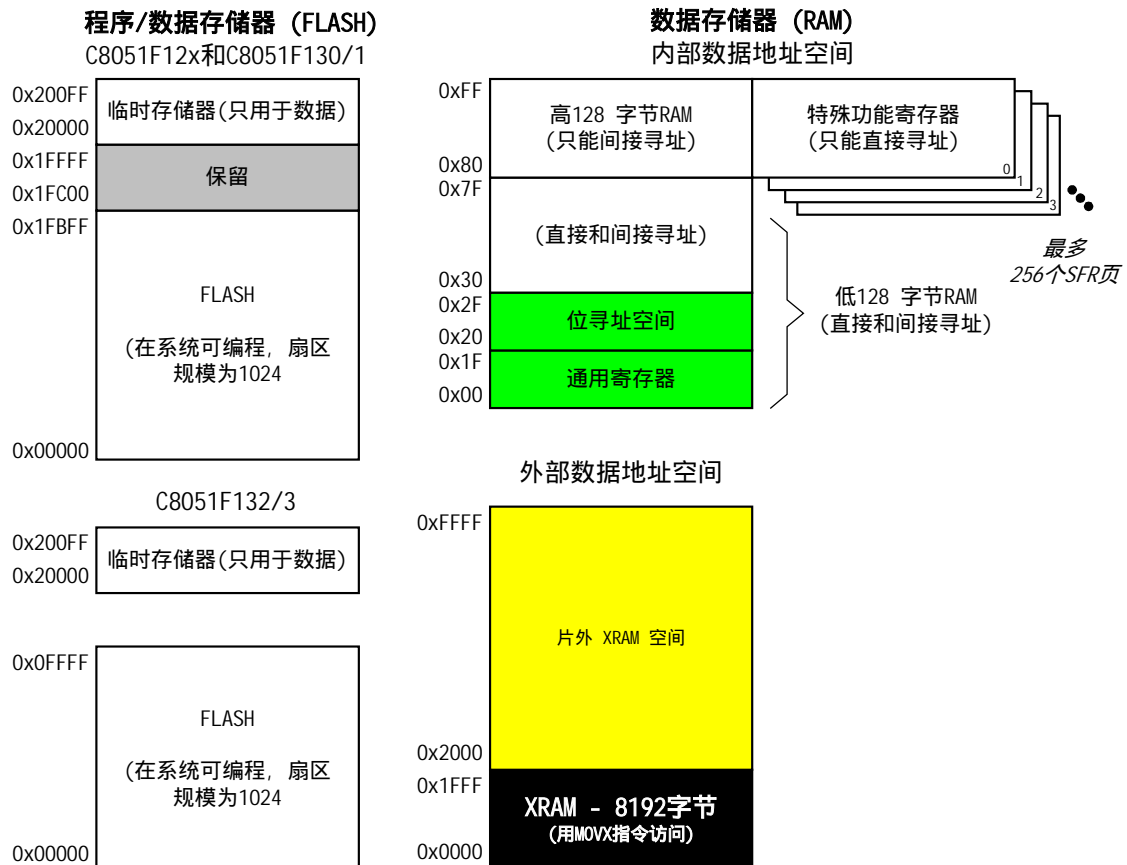 程序/数据存储器 (FLASH)
C8051F12x和C8051F130/1
0x200FF
临时存储器(只用于数据)
0x20000
0x1FFFF
保留
0x1FC00
0x1FBFF
FLASH
(在系统可编程, 扇区
规模为1024
0x00000
C8051F132/3
0x200FF
临时存储器(只用于数据)
0x20000
0x0FFFF
FLASH
(在系统可编程, 扇区
规模为1024
0x00000
数据存储器 (RAM)
内部数据地址空间
0xFF
高128 字节RAM
(只能间接寻址)
0x80
特殊功能寄存器
(只能直接寻址)
0
1
2
3
最多
256个SFR页
0x7F
(直接和间接寻址)
0x30
0x2F
位寻址空间
0x20
0x1F
通用寄存器
0x00
低128 字节RAM
(直接和间接寻址)
外部数据地址空间
0xFFFF
片外 XRAM 空间
0x2000
0x1FFF
XRAM - 8192字节
(用MOVX指令访问)
0x0000